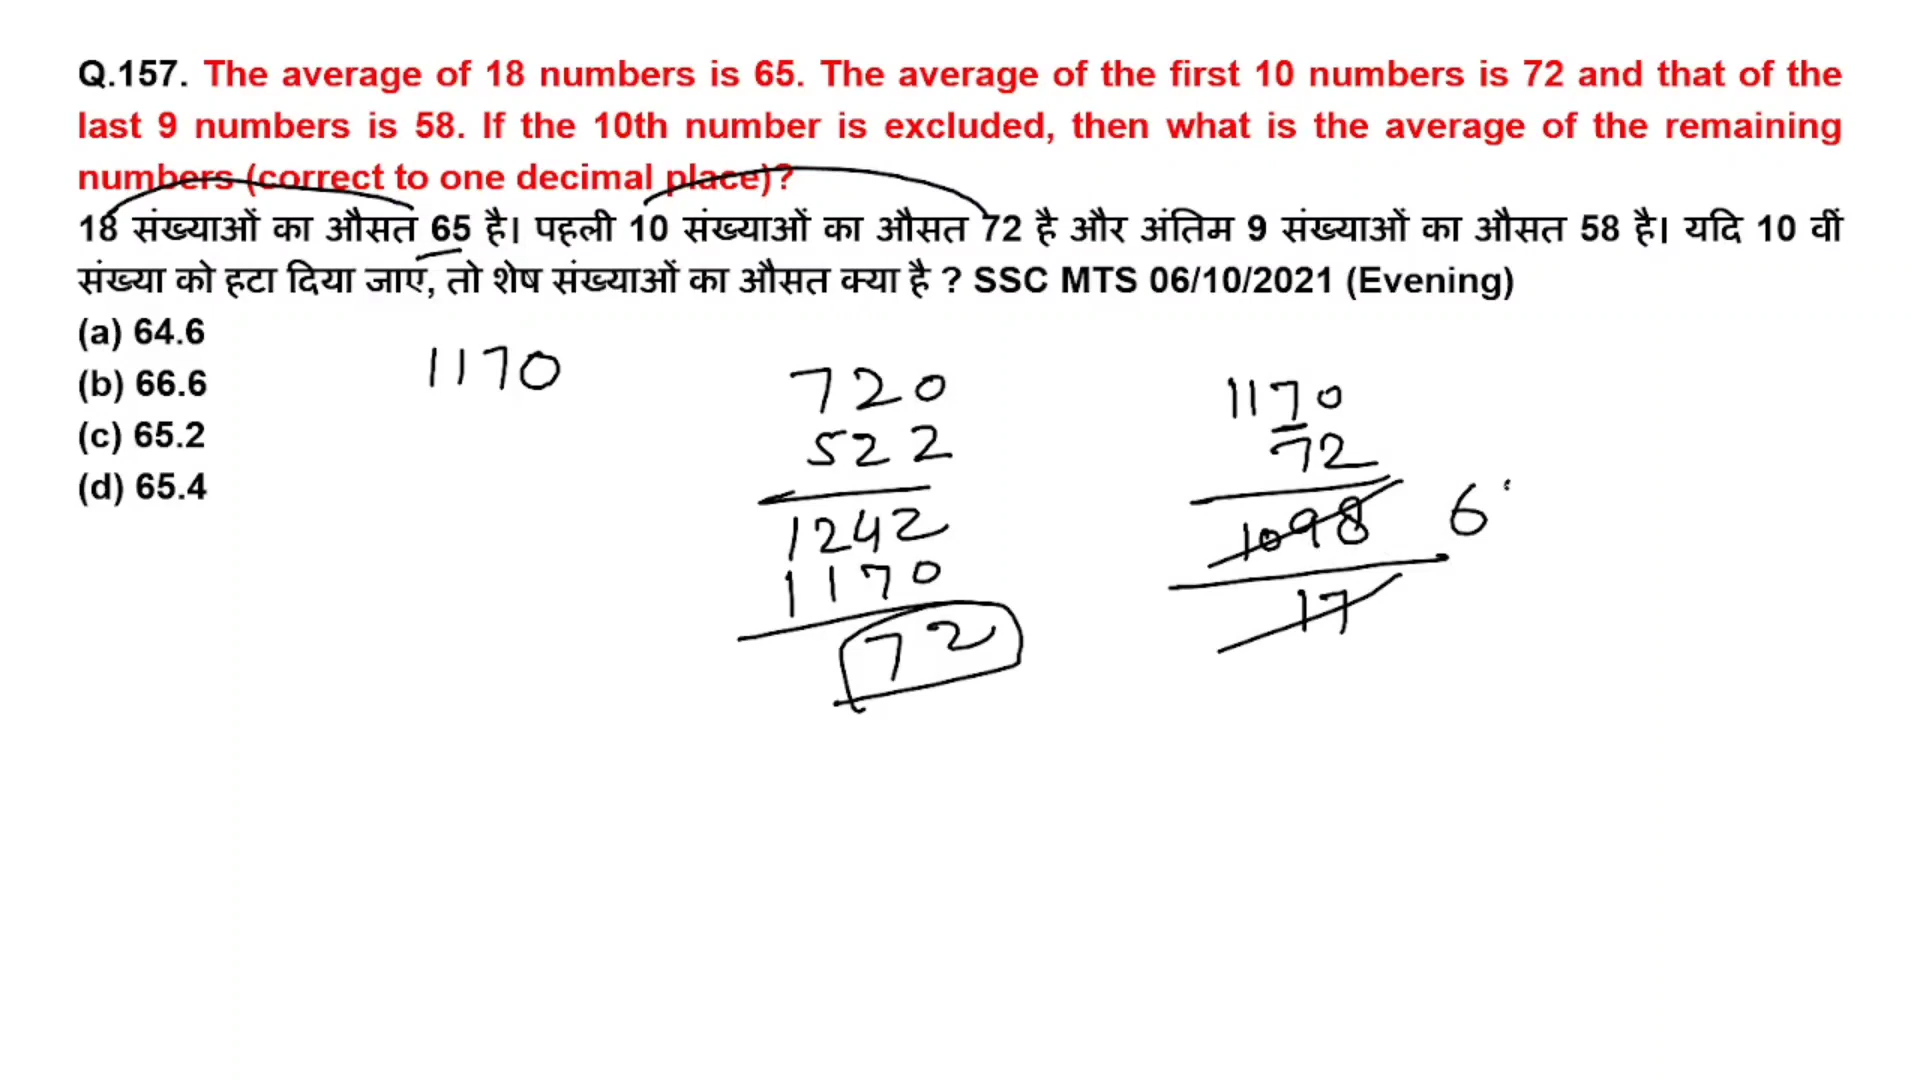 Q.157. The average of 18 numbers is 65. The average of the first 10 numbers is 72 and that of the
last 9 numbers is 58. If the 10th number is excluded, then what is the average of the remaining
numbers (correct to one decimal place)?
18 संख्याओं का औसत 65 है। पहली 10 संख्याओं का औसत 72 है और अंतिम 9 संख्याओं का औसत 58 है। यदि 10 वीं
संख्या को हटा दिया जाए, तो शेष संख्याओं का औसत क्या है ? SSC MTS 06/10/2021 (Evening)
(a) 64.6
(b) 66.6
(c) 65.2
(d) 65.4
1170
720
522
1242
1170
72
1170
72
1098
17
6